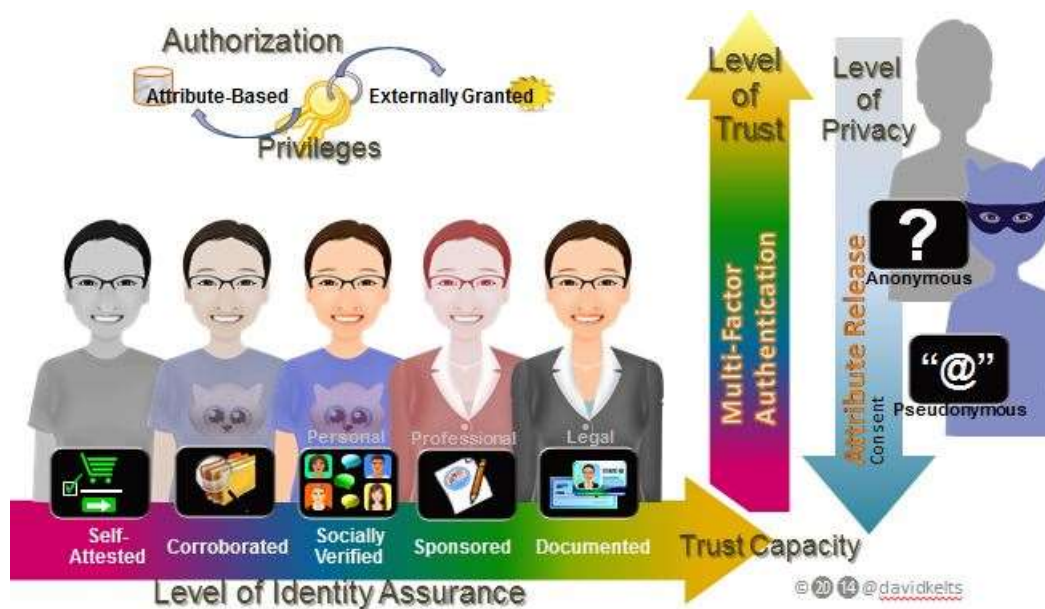 Authorization
Attribute-Based
Externally Granted
Privileges
Level
of
Trust
Level
of
Privacy
Multi-Factor
Authentication
Attribute Release
Consent
?
Anonymous
“@”
Pseudonymous
Personal
Professional
Legal
Self-
Attested
Corroborated
Socially
Verified
Sponsored
Documented
Trust Capacity
Level of Identity Assurance
© 2014 @davidkelts